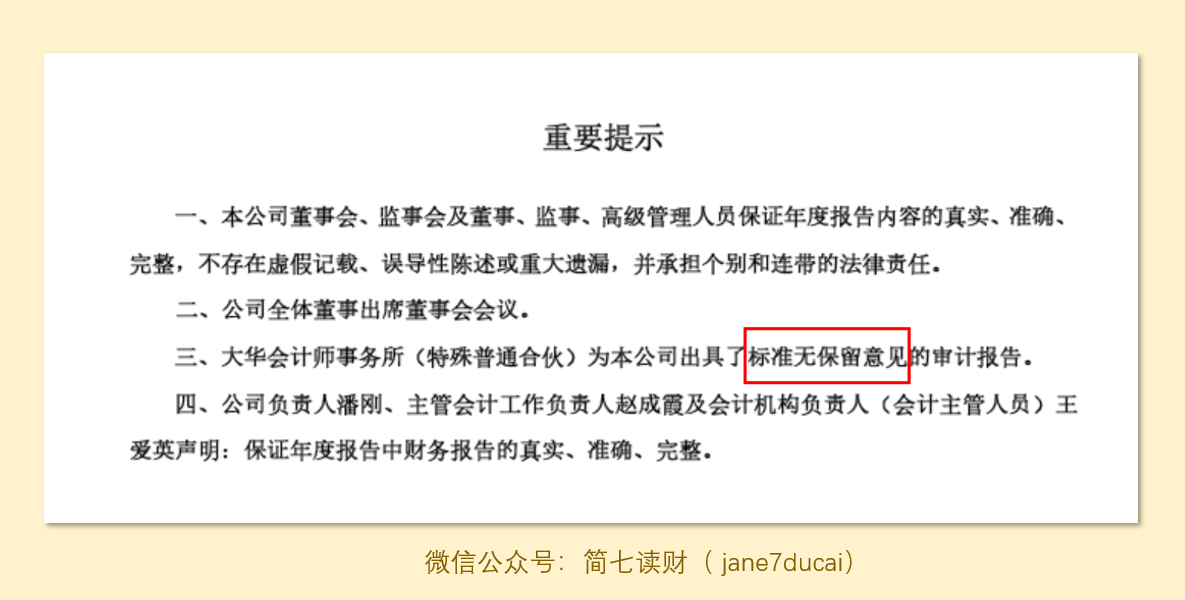 重要提示
一、本公司董事会、监事会及董事、监事、高级管理人员保证年度报告内容的真实、准确、
完整，不存在虚假记载、误导性陈述或重大遗漏，并承担个别和连带的法律责任。
二、公司全体董事出席董事会会议。
三、大华会计师事务所（特殊普通合伙）为本公司出具了标准无保留意见的审计报告。
四、公司负责人潘刚、主管会计工作负责人赵成霞及会计机构负责人（会计主管人员）王
爱英声明：保证年度报告中财务报告的真实、准确、完整。
微信公众号：简七读财（ jane7ducai）